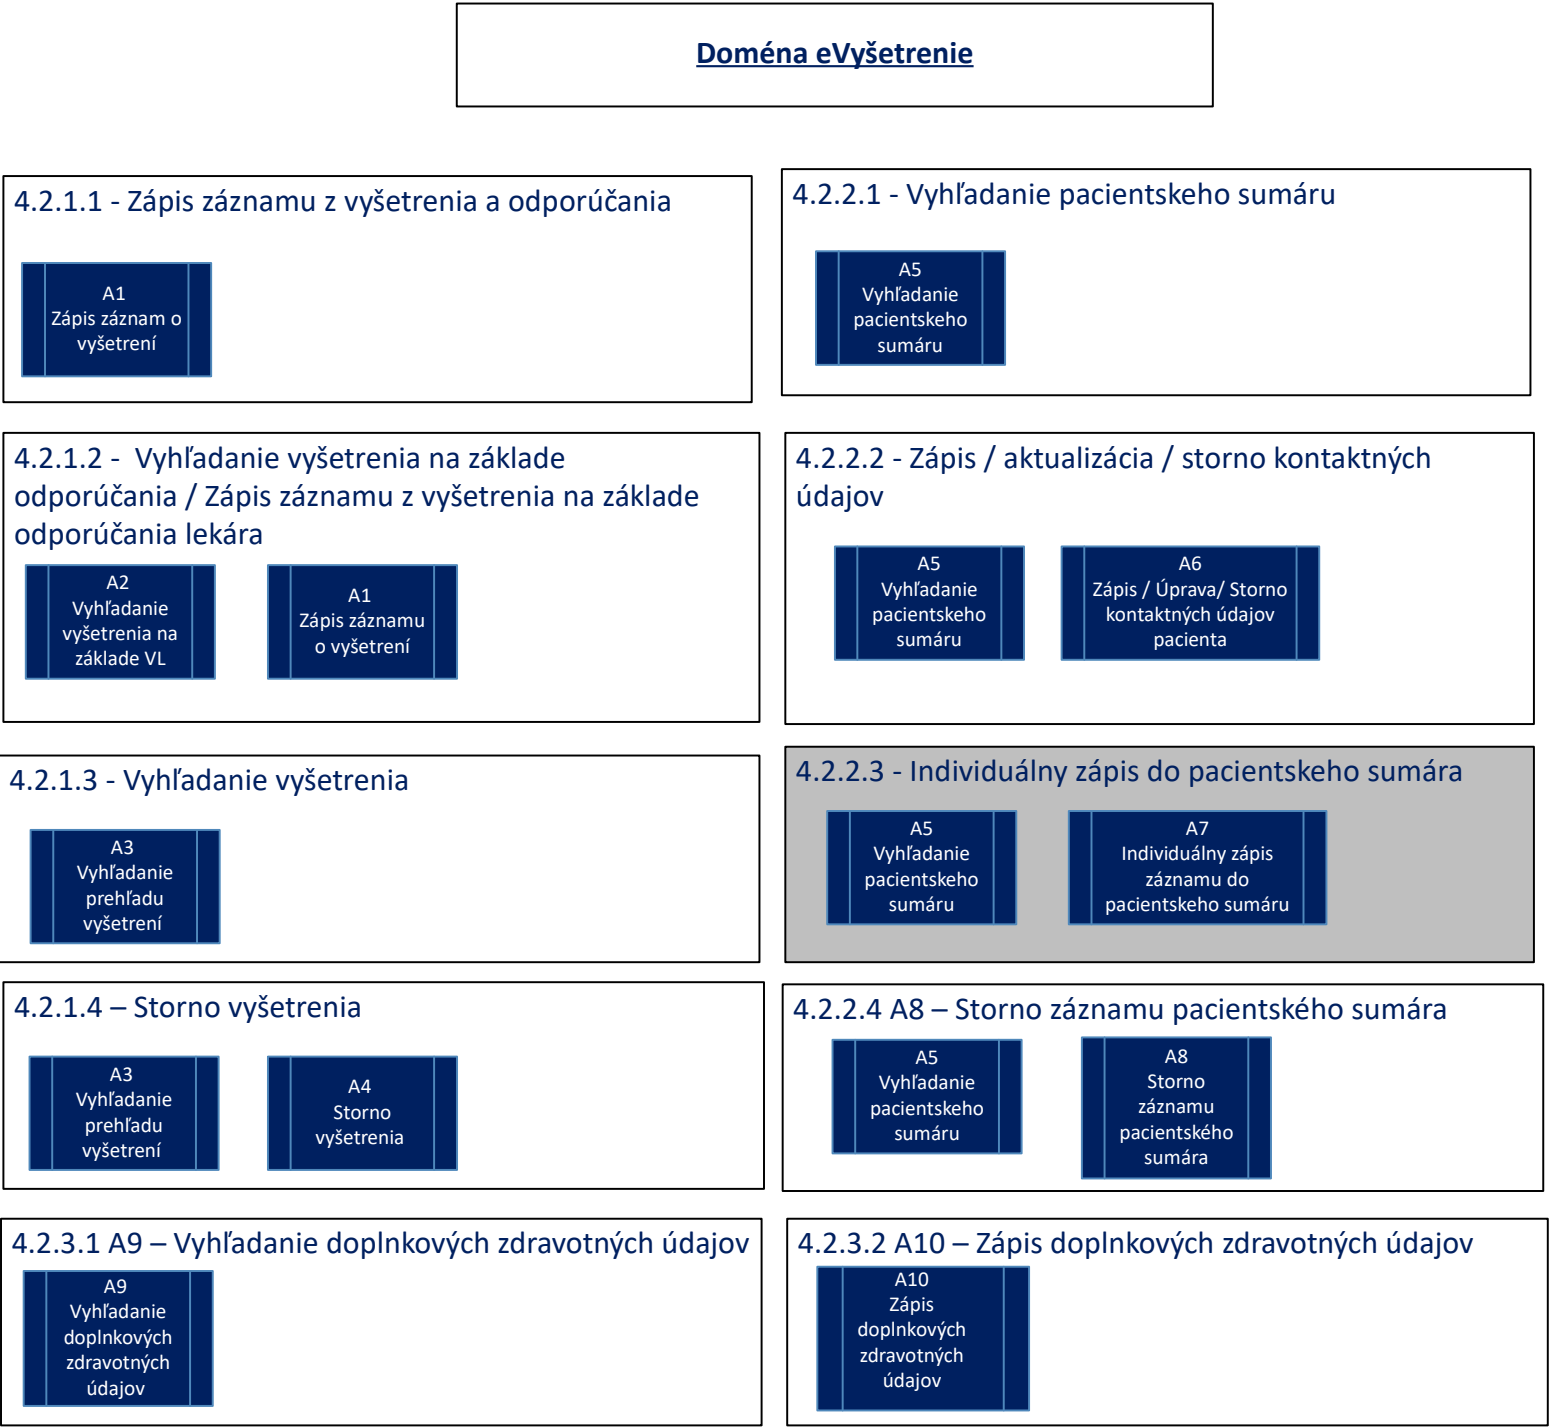 Doména eVyšetrenie
4.2.1.1 - Zápis záznamu z vyšetrenia a odporúčania
A1
Zápis záznam o
vyšetrení
4.2.2.1 - Vyhľadanie pacientskeho sumáru
A5
Vyhľadanie
pacientskeho
sumáru
4.2.1.2 -  Vyhľadanie vyšetrenia na základe
odporúčania / Zápis záznamu z vyšetrenia na základe
odporúčania lekára
A2
Vyhľadanie
vyšetrenia na
základe VL
A1
Zápis záznamu
o vyšetrení
4.2.2.2 - Zápis / aktualizácia / storno kontaktných
údajov
A5
Vyhľadanie
pacientskeho
sumáru
A6
Zápis / Úprava/ Storno
kontaktných údajov
pacienta
4.2.1.3 - Vyhľadanie vyšetrenia
A3
Vyhľadanie
prehľadu
vyšetrení
4.2.2.3 - Individuálny zápis do pacientskeho sumára
A5
Vyhľadanie
pacientskeho
sumáru
A7
Individuálny zápis
záznamu do
pacientskeho sumáru
4.2.1.4 – Storno vyšetrenia
A3
Vyhľadanie
prehľadu
vyšetrení
A4
Storno
vyšetrenia
4.2.2.4 A8 – Storno záznamu pacientského sumára
A5
Vyhľadanie
pacientskeho
sumáru
A8
Storno
záznamu
pacientského
sumára
4.2.3.1 A9 – Vyhľadanie doplnkových zdravotných údajov
A9
Vyhľadanie
doplnkových
zdravotných
údajov
4.2.3.2 A10 – Zápis doplnkových zdravotných údajov
A10
Zápis
doplnkových
zdravotných
údajov